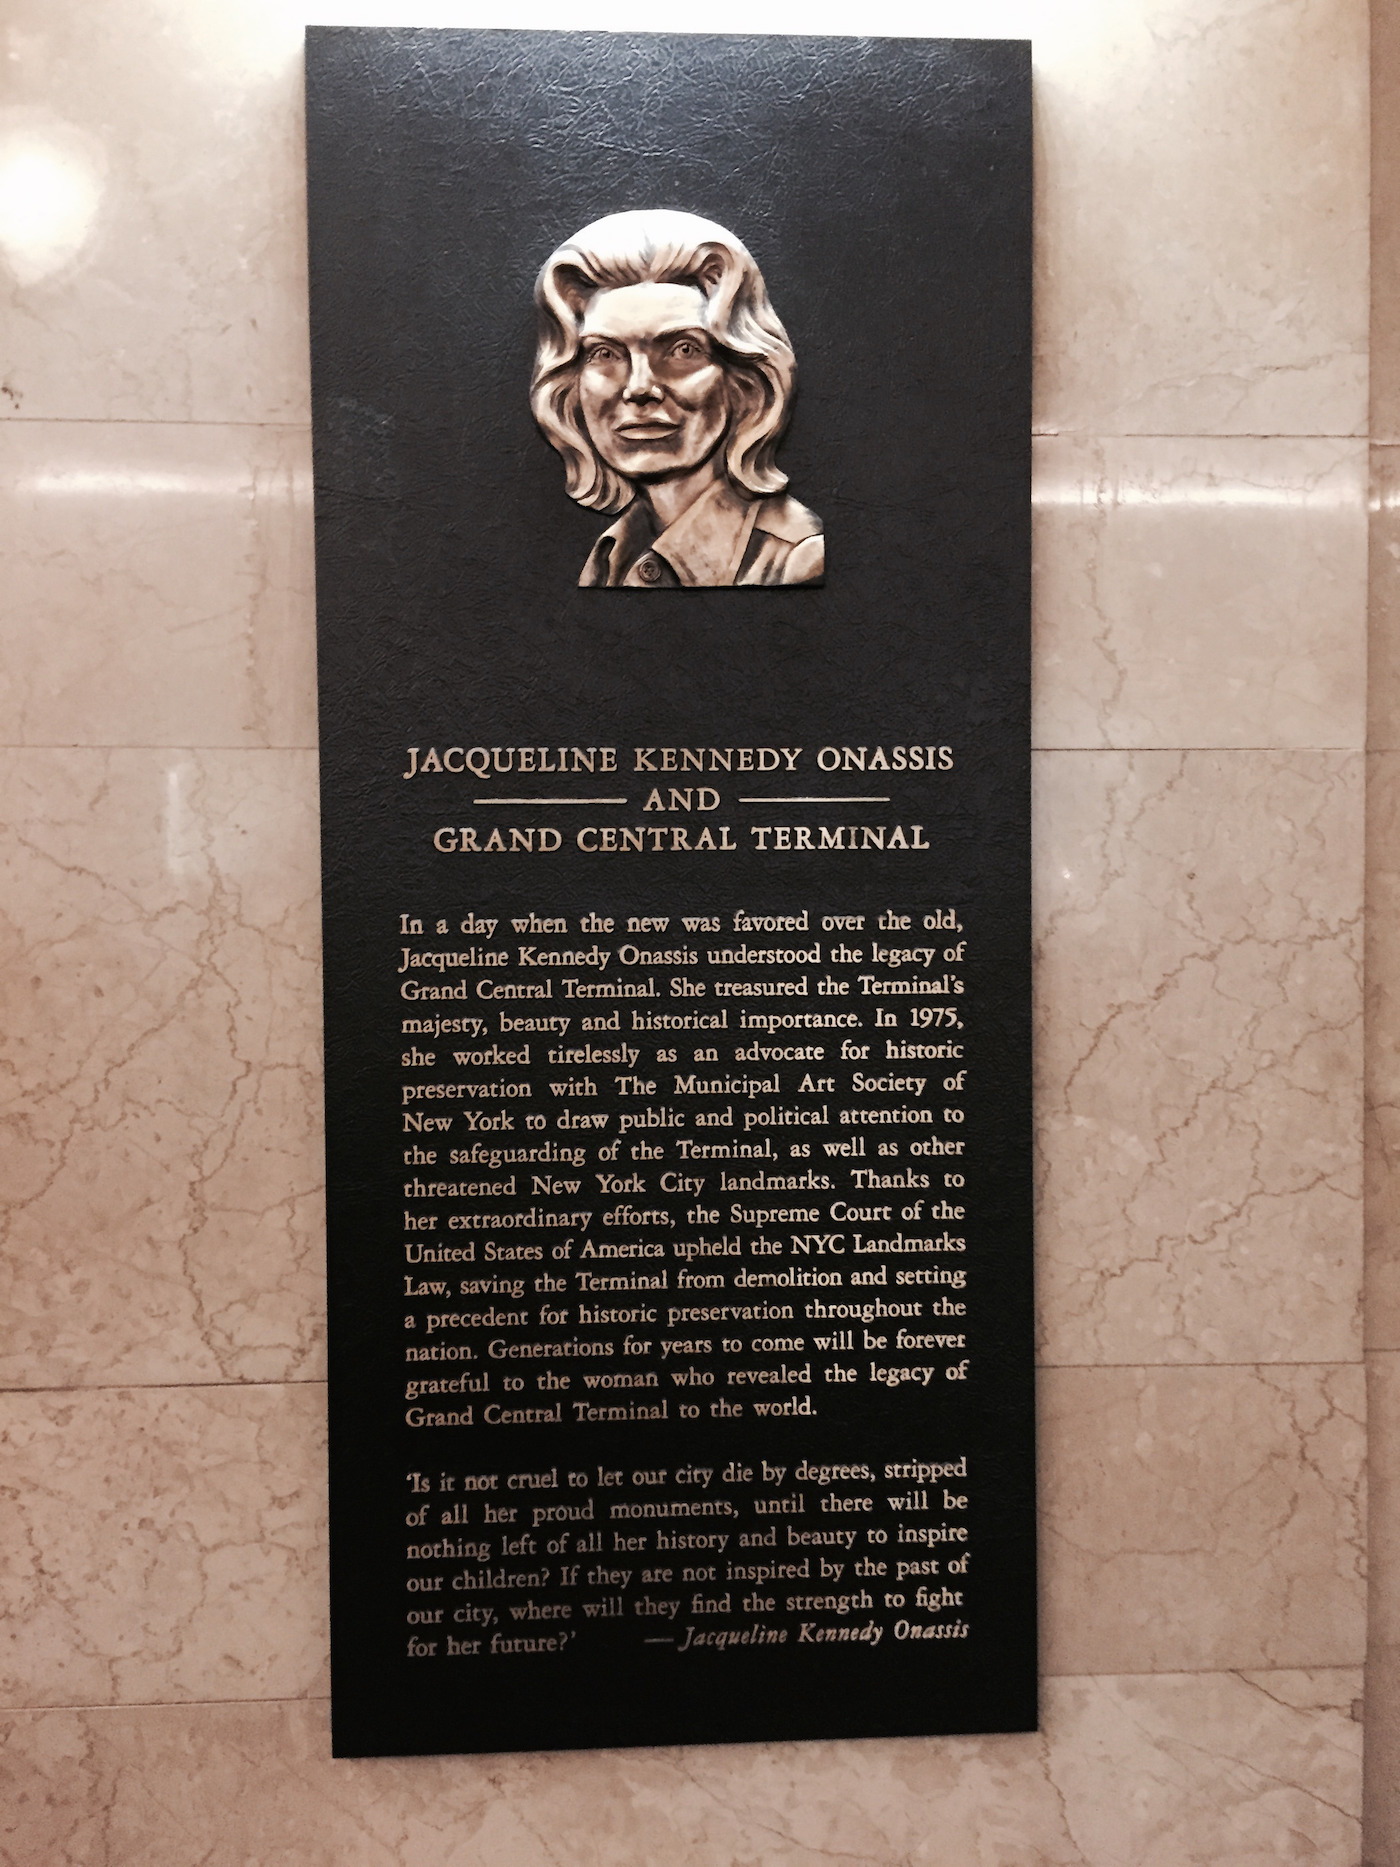 JACQUELINE KENNEDY ONASSIS
AND
GRAND CENTRAL TERMINAL
In a day when the new was favored over the old,
Jacqueline Kennedy Onassis understood the legacy of
Grand Central Terminal. She treasured the Terminal's
majesty, beauty and historical importance. In 1975,
she worked tirelessly as an advocate for historic
preservation with The Municipal Art Society of
New York to draw public and political attention to
the safeguarding of the Terminal, as well as other
threatened New York City landmarks. Thanks to
her extraordinary efforts, the Supreme Court of the
United States of America upheld the NYC Landmarks
Law, saving the Terminal from demolition and setting
a precedent for historic preservation throughout the
nation. Generations for years to come will be forever
grateful to the woman who revealed the legacy of
Grand Central Terminal to the world.
'Is it not cruel to let our city die by degrees, stripped
of all her proud monuments, until there will be
nothing left of all her history and beauty to inspire
our children? If they are not inspired by the past of
our city, where will they find the strength to fight
for her future?' — Jacqueline Kennedy Onassis